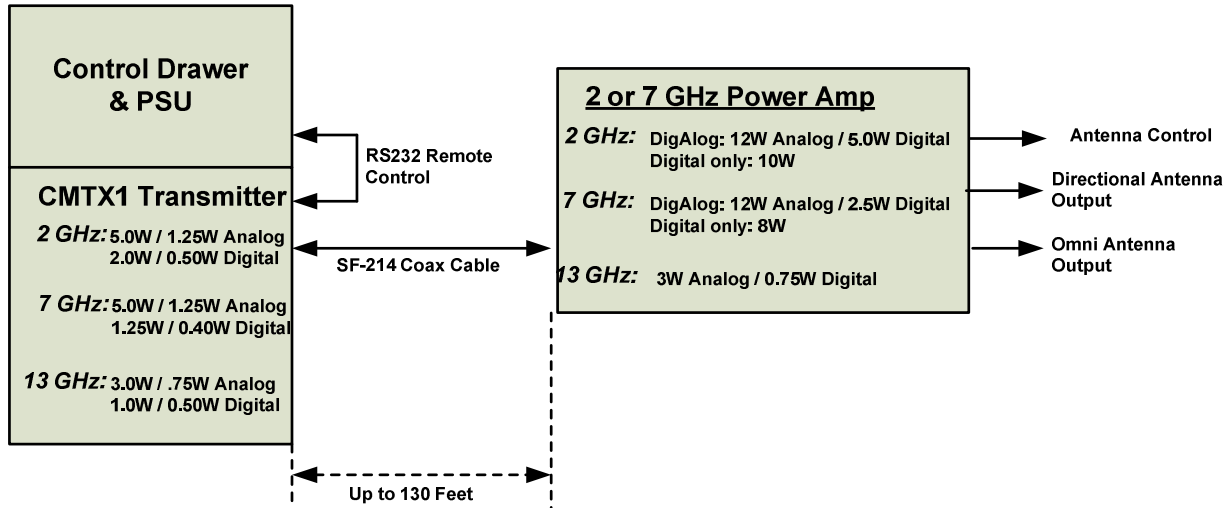 Control Drawer
& PSU
RS232 Remote
Control
CMTX1 Transmitter
2 GHz: 5.0W / 1.25W Analog
2.0W / 0.50W Digital
7 GHz: 5.0W / 1.25W Analog
1.25W / 0.40W Digital
13 GHz: 3.0W / .75W Analog
1.0W / 0.50W Digital
SF-214 Coax Cable
Up to 130 Feet
2 or 7 GHz Power Amp
2 GHz: DigAlog: 12W Analog / 5.0W Digital
Digital only: 10W
7 GHz: DigAlog: 12W Analog / 2.5W Digital
Digital only: 8W
13 GHz: 3W Analog / 0.75W Digital
Antenna Control
Directional Antenna
Output
Omni Antenna
Output